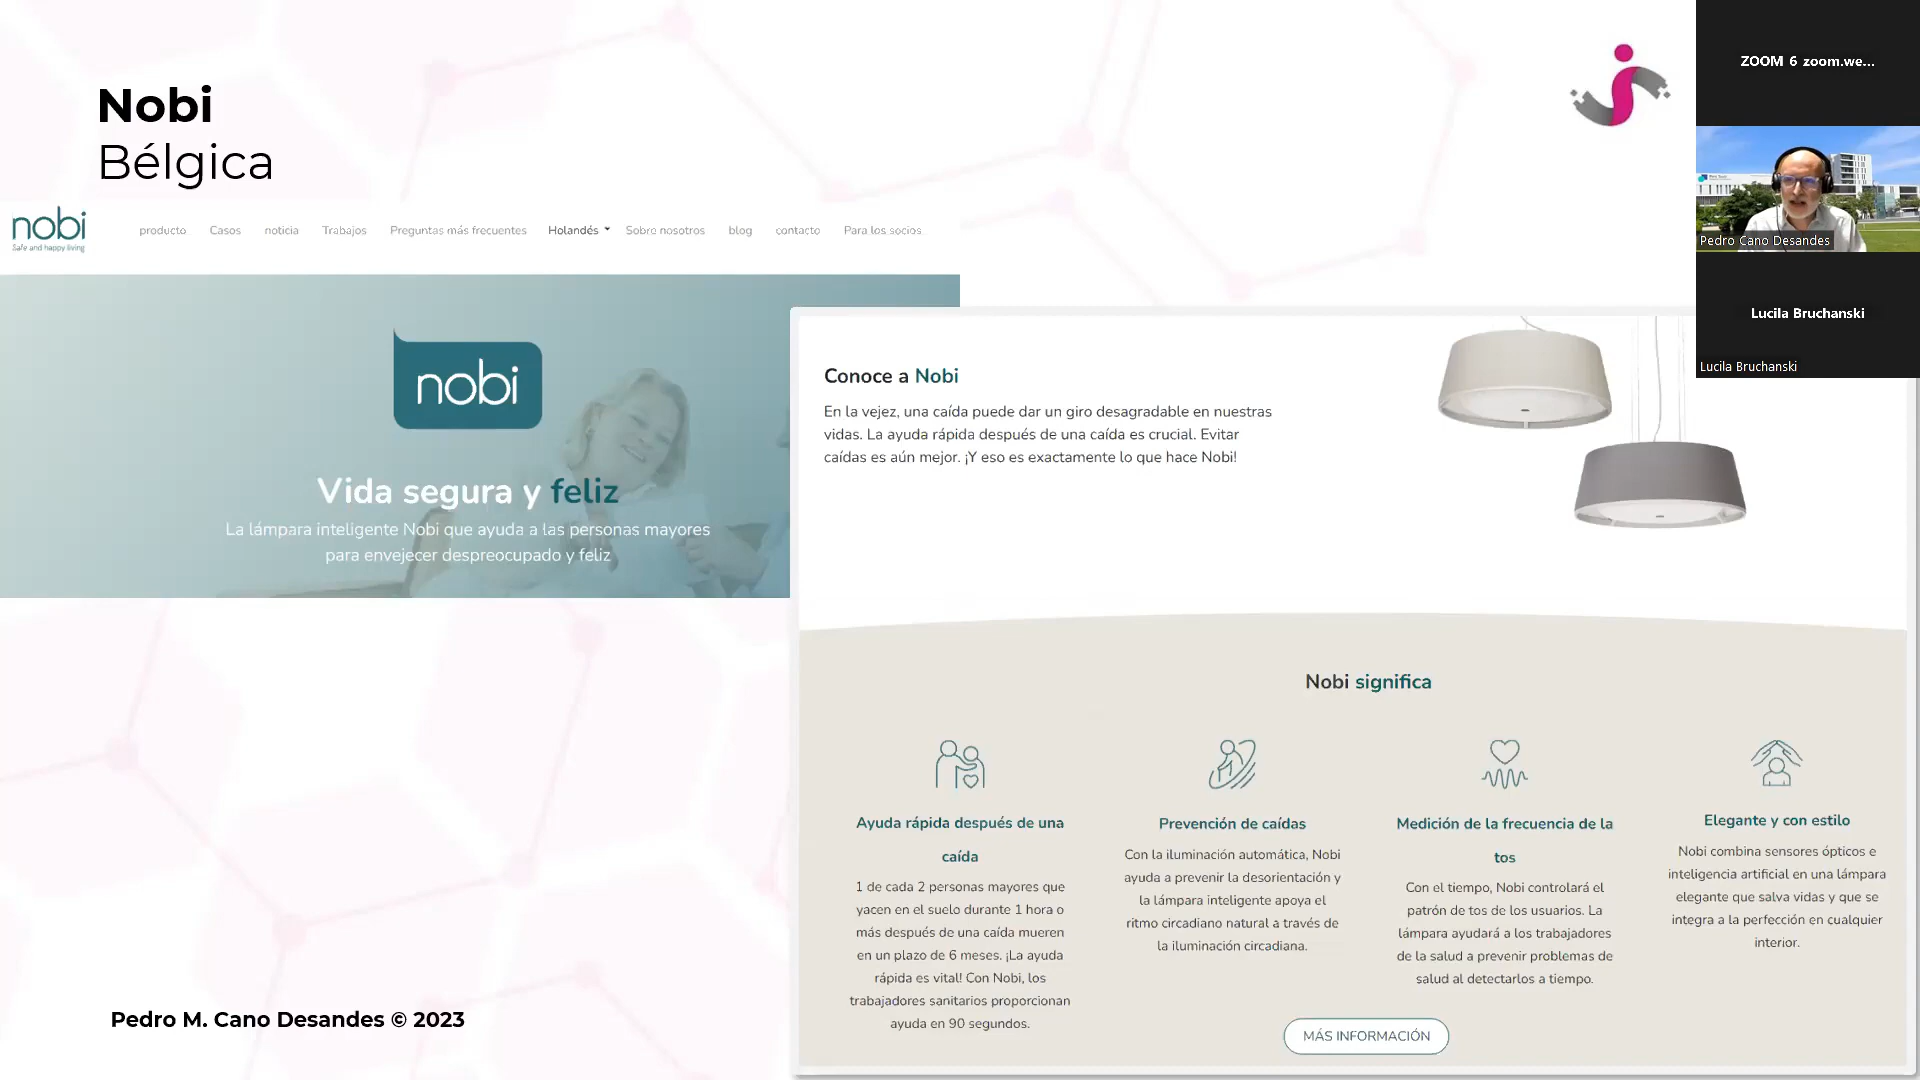 Nobi
Bélgica
nobi
Safe and happy living
producto Casos noticia Trabajos Preguntas más frecuentes Holandés Sobre nosotros blog contacto Para los socios
nobi
Vida segura y feliz
La lámpara inteligente Nobi que ayuda a las personas mayores
para envejecer despreocupado y feliz
Conoce a Nobi
En la vejez, una caída puede dar un giro desagradable en nuestras
vidas. La ayuda rápida después de una caída es crucial. Evitar
caídas es aún mejor. ¡Y eso es exactamente lo que hace Nobi!
Nobi significa
Ayuda rápida después de una
caída
1 de cada 2 personas mayores que
yacen en el suelo durante 1 hora o
más después de una caída mueren
en un plazo de 6 meses. ¡La ayuda
rápida es vital! Con Nobi, los
trabajadores sanitarios proporcionan
ayuda en 90 segundos.
Prevención de caídas
Con la iluminación automática, Nobi
ayuda a prevenir la desorientación y
la lámpara inteligente apoya el
ritmo circadiano natural a través de
la iluminación circadiana.
Medición de la frecuencia de la
tos
Con el tiempo, Nobi controlará el
patrón de tos de los usuarios. La
lámpara ayudará a los trabajadores
de la salud a prevenir problemas de
salud al detectarlos a tiempo.
Elegante y con estilo
Nobi combina sensores ópticos e
inteligencia artificial en una lámpara
elegante que salva vidas y que se
integra a la perfección en cualquier
interior.
MÁS INFORMACIÓN
Pedro M. Cano Desandes © 2023
ZOOM 6 zoom.we...
Pedro Cano Desandes
Lucila Bruchanski
Lucila Bruchanski